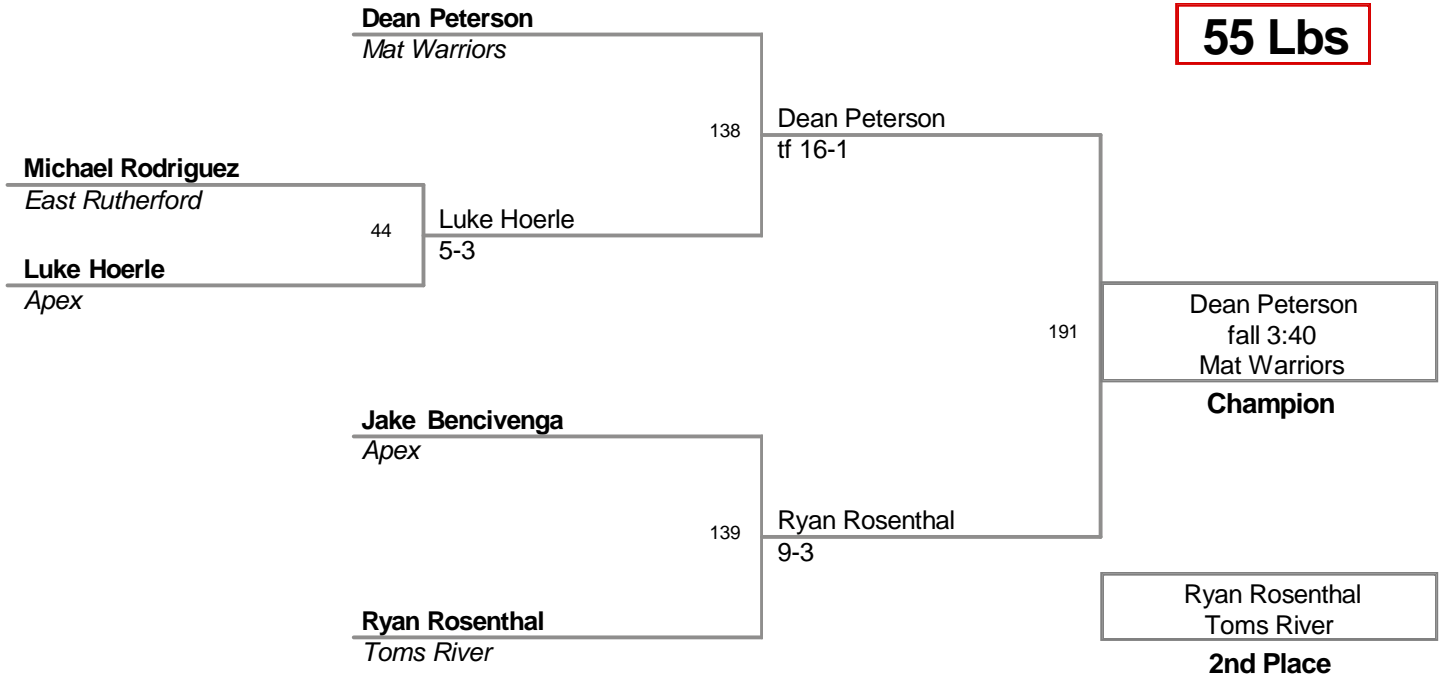 Dean Peterson
Mat Warriors
55 Lbs
138
Dean Peterson
tf 16-1
Michael Rodriguez
East Rutherford
44
Luke Hoerle
5-3
Luke Hoerle
Apex
191
Dean Peterson
fall 3:40
Mat Warriors
Champion
Jake Bencivenga
Apex
139
Ryan Rosenthal
9-3
Ryan Rosenthal
Toms River
Ryan Rosenthal
Toms River
2nd Place